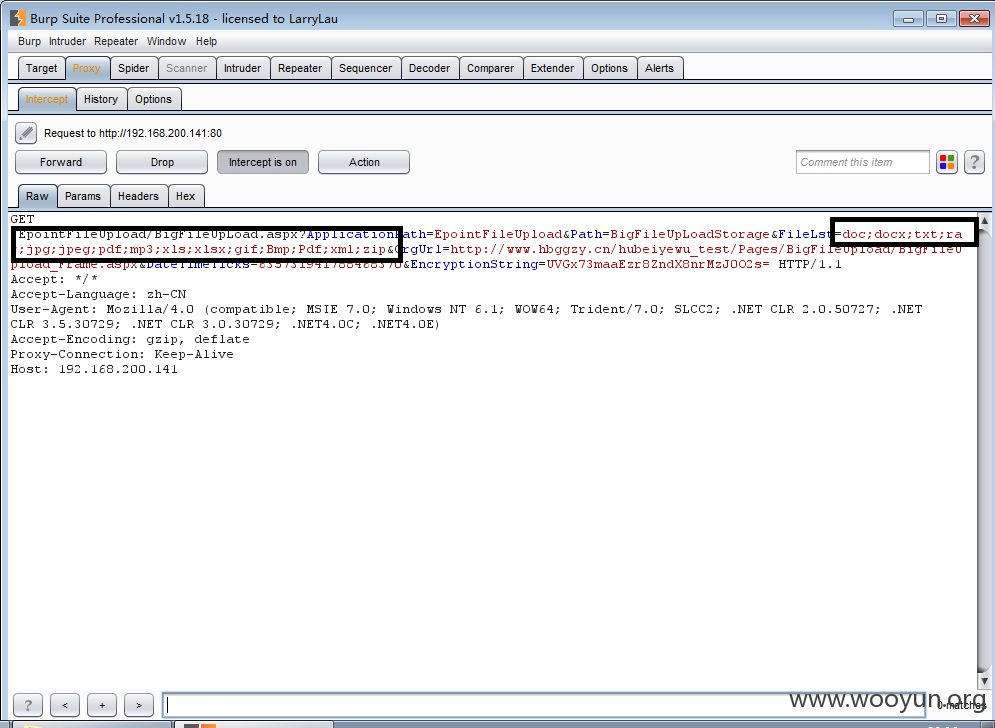 Burp Suite Professional v1.5.18 - licensed to LarryLau
Burp Intruder Repeater Window Help
Target Proxy Spider Scanner Intruder Repeater Sequencer Decoder Comparer Extender Options Alerts
Intercept History Options
Request to http://192.168.200.141:80
Forward Drop Intercept is on Action Comment this item ?
Raw Params Headers Hex
GET
EpointFileUpload/BigFileUpLoad.aspx?ApplicationPath=EpointFileUpload&Path=BigFileUpLoadStorage&FileLst=doc;docx;txt;ra
;jpg;jpeg;pdf;mp3;xls;xlsx;gif;Bmp;Pdf;xml;zip&OrgUrl=http://www.hbggzy.cn/hubeiyewu_test/Pages/BigFileUpload/BigFileU
pload_Frame.aspx&DateTimeTicks=635731941788488370&EncryptionString= HTTP/1.1
Accept: */*
Accept-Language: zh-CN
User-Agent: Mozilla/4.0 (compatible; MSIE 7.0; Windows NT 6.1; WOW64; Trident/7.0; SLCC2; .NET CLR 2.0.50727; .NET
CLR 3.5.30729; .NET CLR 3.0.30729; .NET4.0C; .NET4.0E)
Accept-Encoding: gzip, deflate
Proxy-Connection: Keep-Alive
Host: 192.168.200.141
? < + > 0 matches
www.wooyun.org